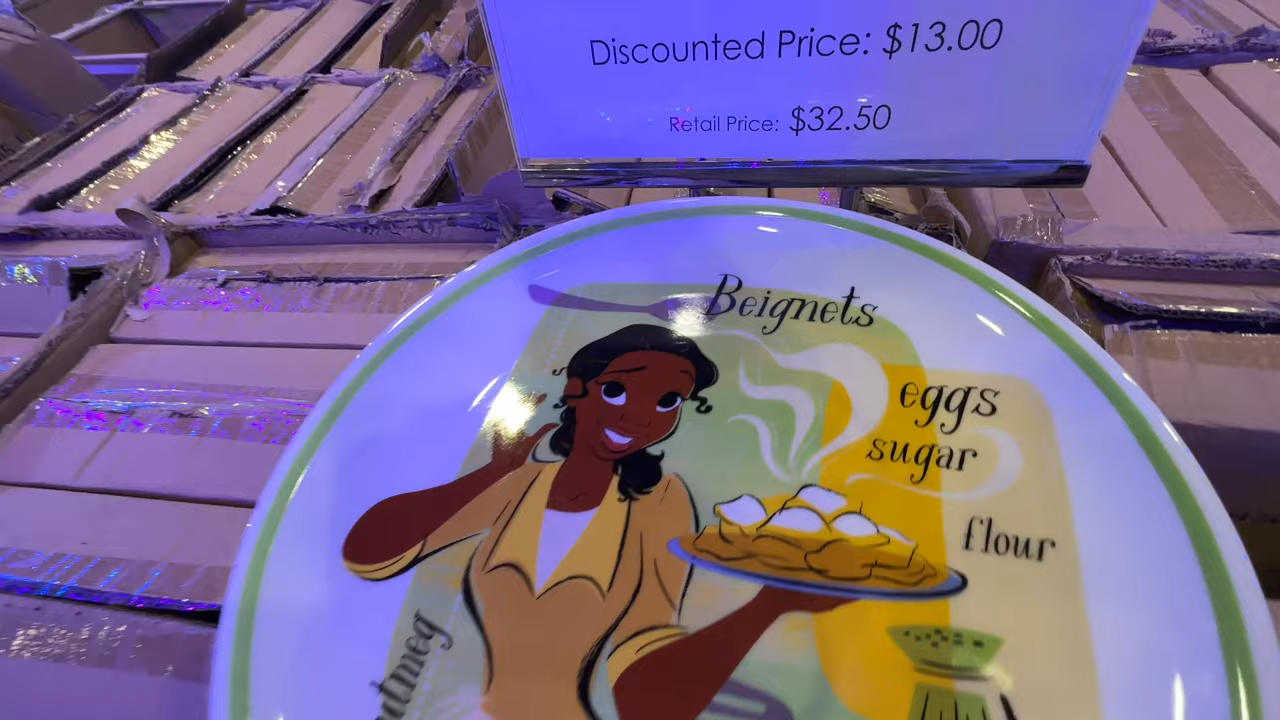 Discounted Price: $13.00
Retail Price: $32.50
Beignets
eggs
sugar
flour